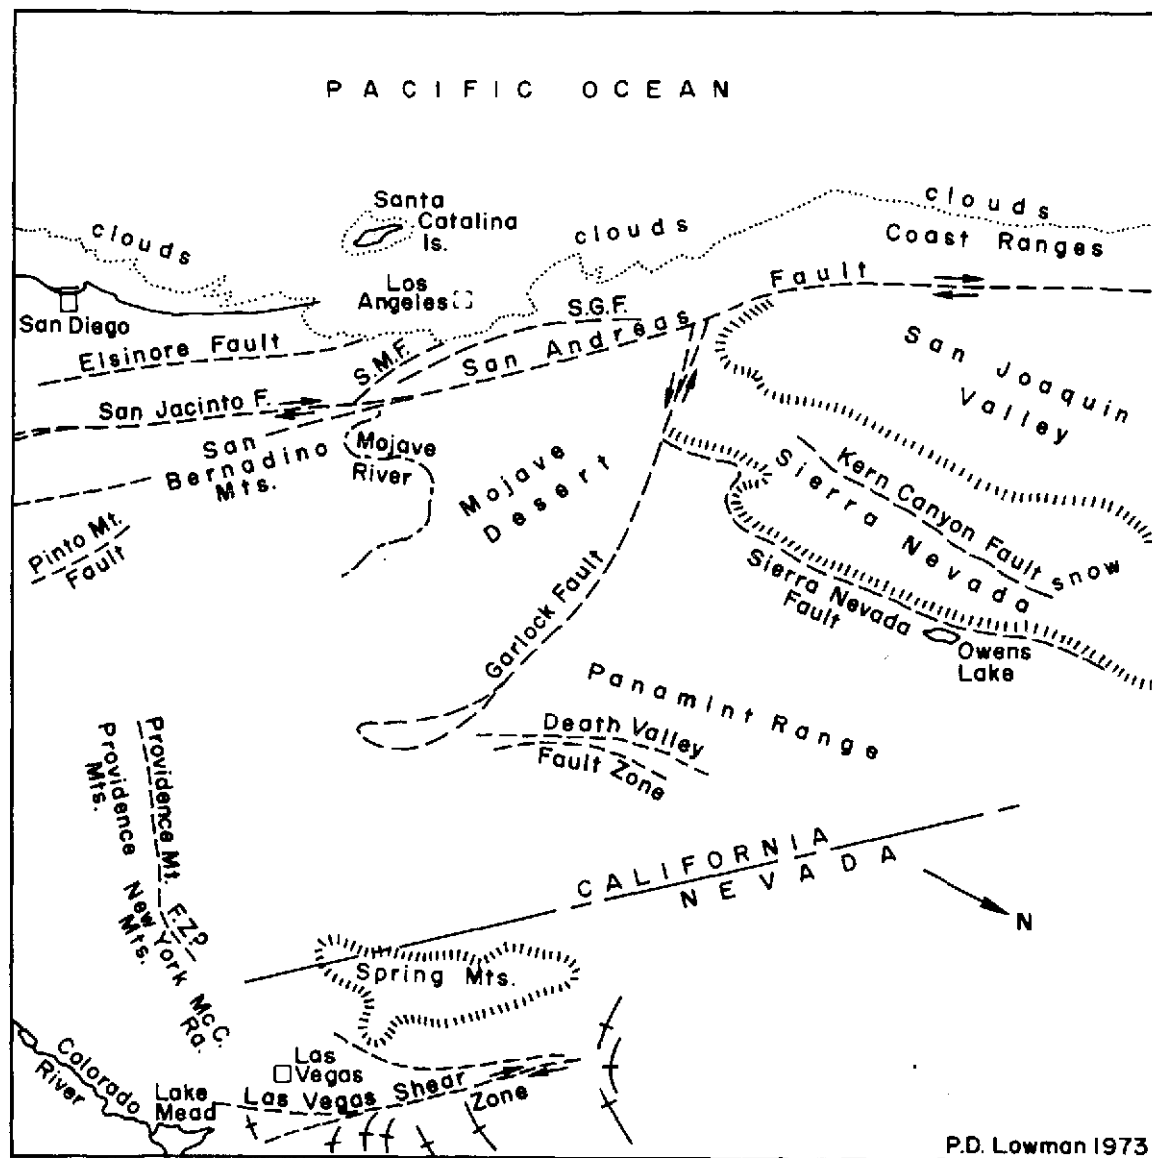 PACIFIC OCEAN
clouds
Santa
Catalina
Is.
clouds
clouds
Coast Ranges
San Diego
Los
Angeles
S.G.F.
Fault
Elsinore Fault
S.M.F.
San Andreas
San Joaquin
Valley
San Jacinto F.
San
Bernadino
Mts.
Mojave
River
Mojave
Desert
Kern Canyon Fault
Sierra Nevada
snow
Pinto Mt.
Fault
Sierra Nevada
Fault
Owens
Lake
Garlock Fault
Panamint Range
Death Valley
Fault Zone
Providence Mt. F.Z.?
Providence
Mts.
New York
Mts.
McC.
Ra.
CALIFORNIA
NEVADA
N
Spring Mts.
Colorado
River
Lake
Mead
Las
Vegas
Las Vegas Shear
Zone
P.D. Lowman 1973